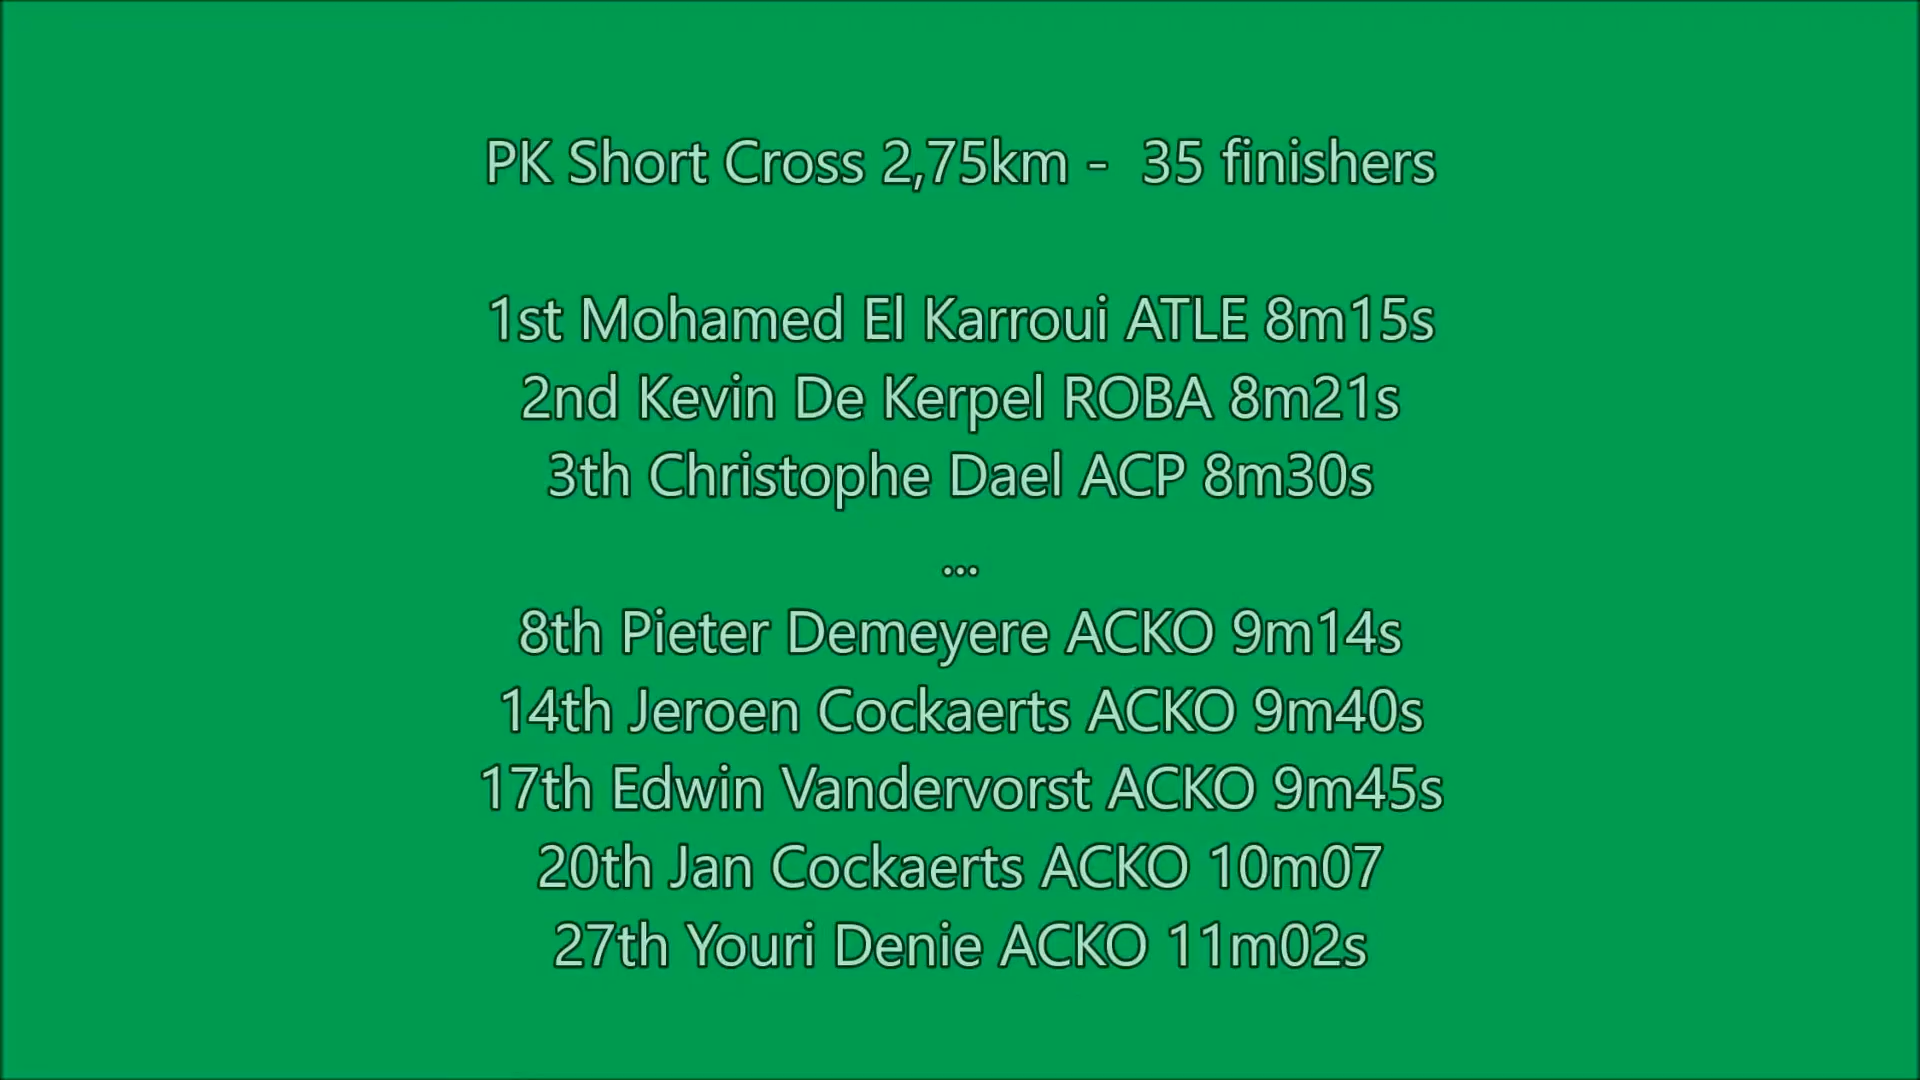 PK Short Cross 2,75km -  35 finishers
1st Mohamed El Karroui ATLE 8m15s
2nd Kevin De Kerpel ROBA 8m21s
3th Christophe Dael ACP 8m30s
...
8th Pieter Demeyere ACKO 9m14s
14th Jeroen Cockaerts ACKO 9m40s
17th Edwin Vandervorst ACKO 9m45s
20th Jan Cockaerts ACKO 10m07
27th Youri Denie ACKO 11m02s